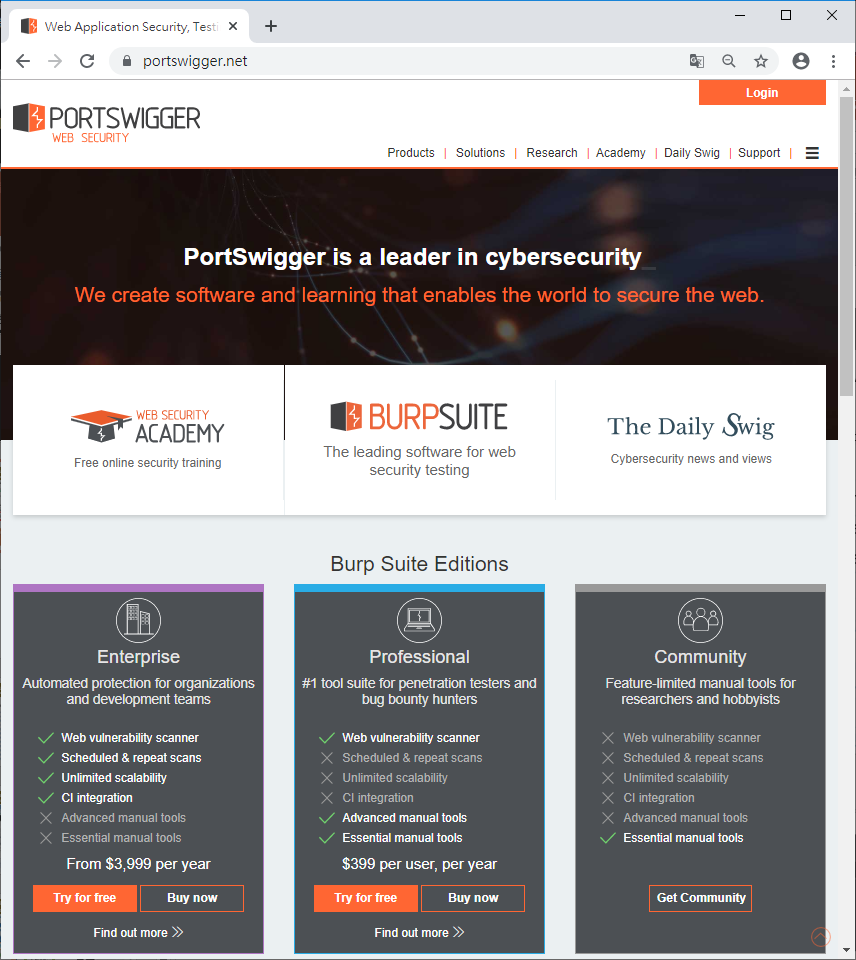 Web Application Security, Testi
portswigger.net
Login
PORTSWIGGER
WEB SECURITY
Products | Solutions | Research | Academy | Daily Swig | Support |
PortSwigger is a leader in cybersecurity_
We create software and learning that enables the world to secure the web.
WEB SECURITY
ACADEMY
Free online security training
BURPSUITE
The leading software for web
security testing
The Daily Swig
Cybersecurity news and views
Burp Suite Editions
Enterprise
Automated protection for organizations
and development teams
Web vulnerability scanner
Scheduled & repeat scans
Unlimited scalability
CI integration
Advanced manual tools
Essential manual tools
From $3,999 per year
Try for free
Buy now
Find out more
Professional
#1 tool suite for penetration testers and
bug bounty hunters
Web vulnerability scanner
Scheduled & repeat scans
Unlimited scalability
CI integration
Advanced manual tools
Essential manual tools
$399 per user, per year
Try for free
Buy now
Find out more
Community
Feature-limited manual tools for
researchers and hobbyists
Web vulnerability scanner
Scheduled & repeat scans
Unlimited scalability
CI integration
Advanced manual tools
Essential manual tools
Get Community